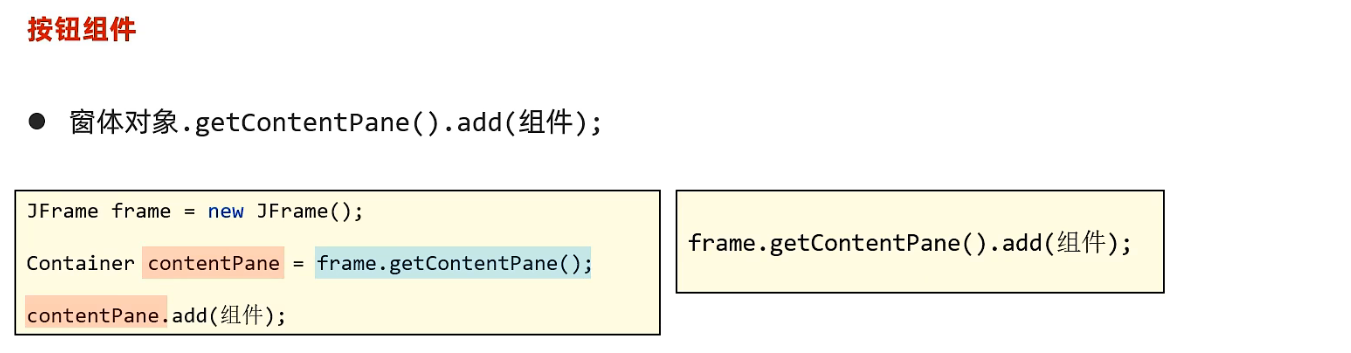 按钮组件
● 窗体对象.getContentPane().add(组件);
JFrame frame = new JFrame();
Container contentPane = frame.getContentPane();
contentPane.add(组件);
frame.getContentPane().add(组件);